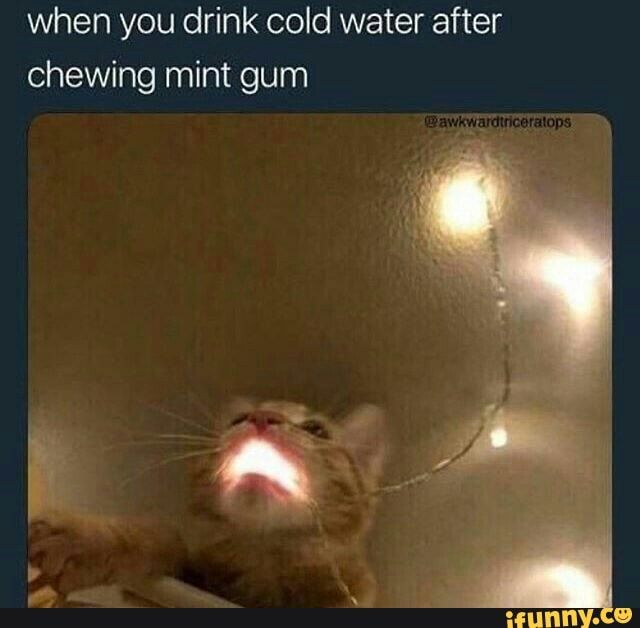 when you drink cold water after
chewing mint gum
@awkwardtriceratops
ifunny.co